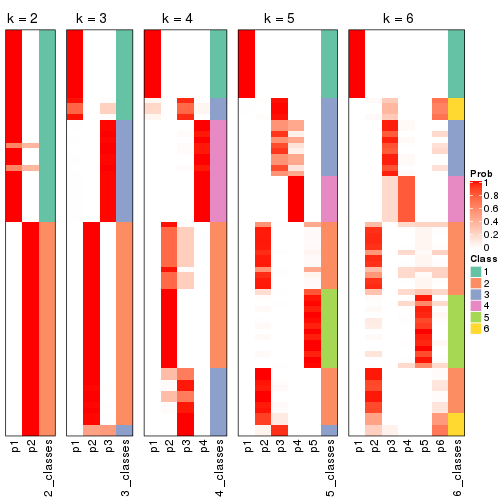 k = 2
k = 3
k = 4
k = 5
k = 6
Prob
1
0.8
0.6
0.4
0.2
0
Class
1
2
3
4
5
6
p1
p2
2_classes
p1
p2
p3
3_classes
p1
p2
p3
p4
4_classes
p1
p2
p3
p4
p5
5_classes
p1
p2
p3
p4
p5
p6
6_classes